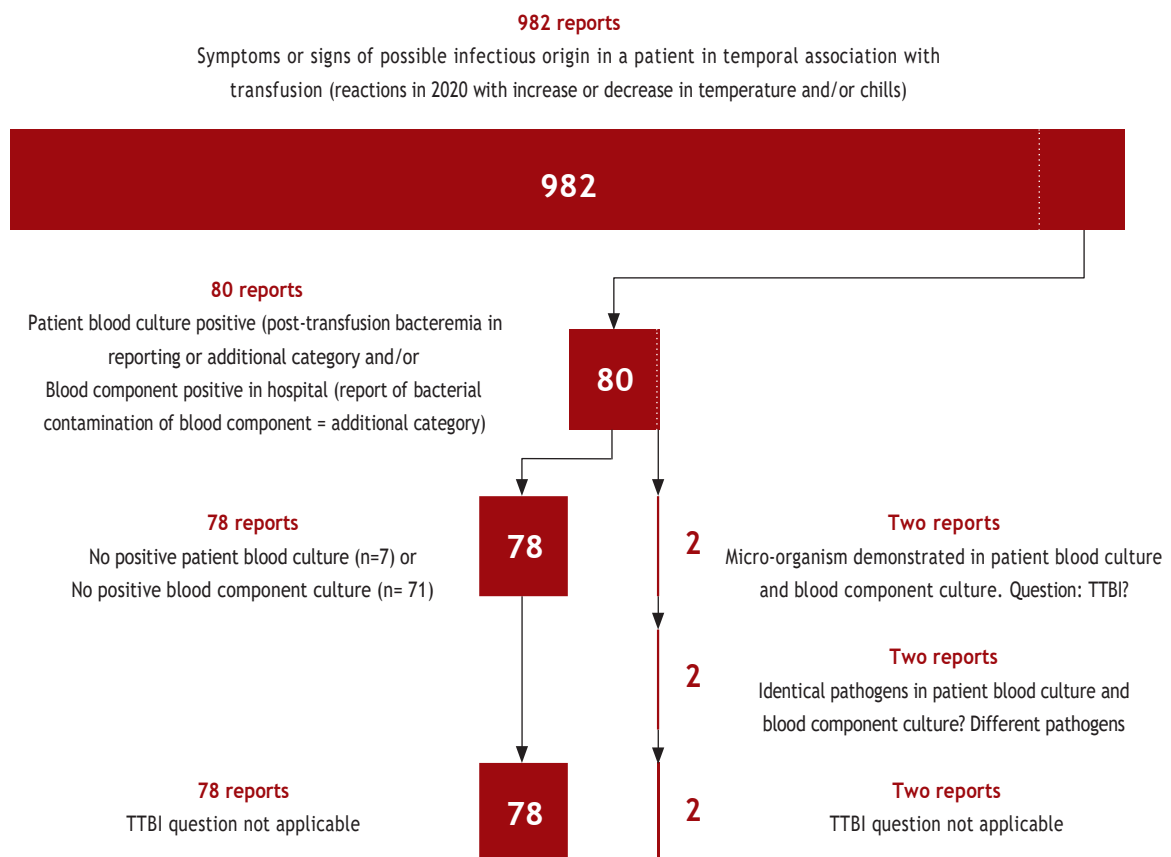 982 reports
Symptoms or signs of possible infectious origin in a patient in temporal association with
transfusion (reactions in 2020 with increase or decrease in temperature and/or chills)
982
80 reports
Patient blood culture positive (post-transfusion bacteremia in
reporting or additional category and/or
Blood component positive in hospital (report of bacterial
contamination of blood component = additional category)
80
78 reports
No positive patient blood culture (n=7) or
No positive blood component culture (n= 71)
78
2
Two reports
Micro-organism demonstrated in patient blood culture
and blood component culture. Question: TTBI?
2
Two reports
Identical pathogens in patient blood culture and
blood component culture? Different pathogens
78 reports
TTBI question not applicable
78
2
Two reports
TTBI question not applicable